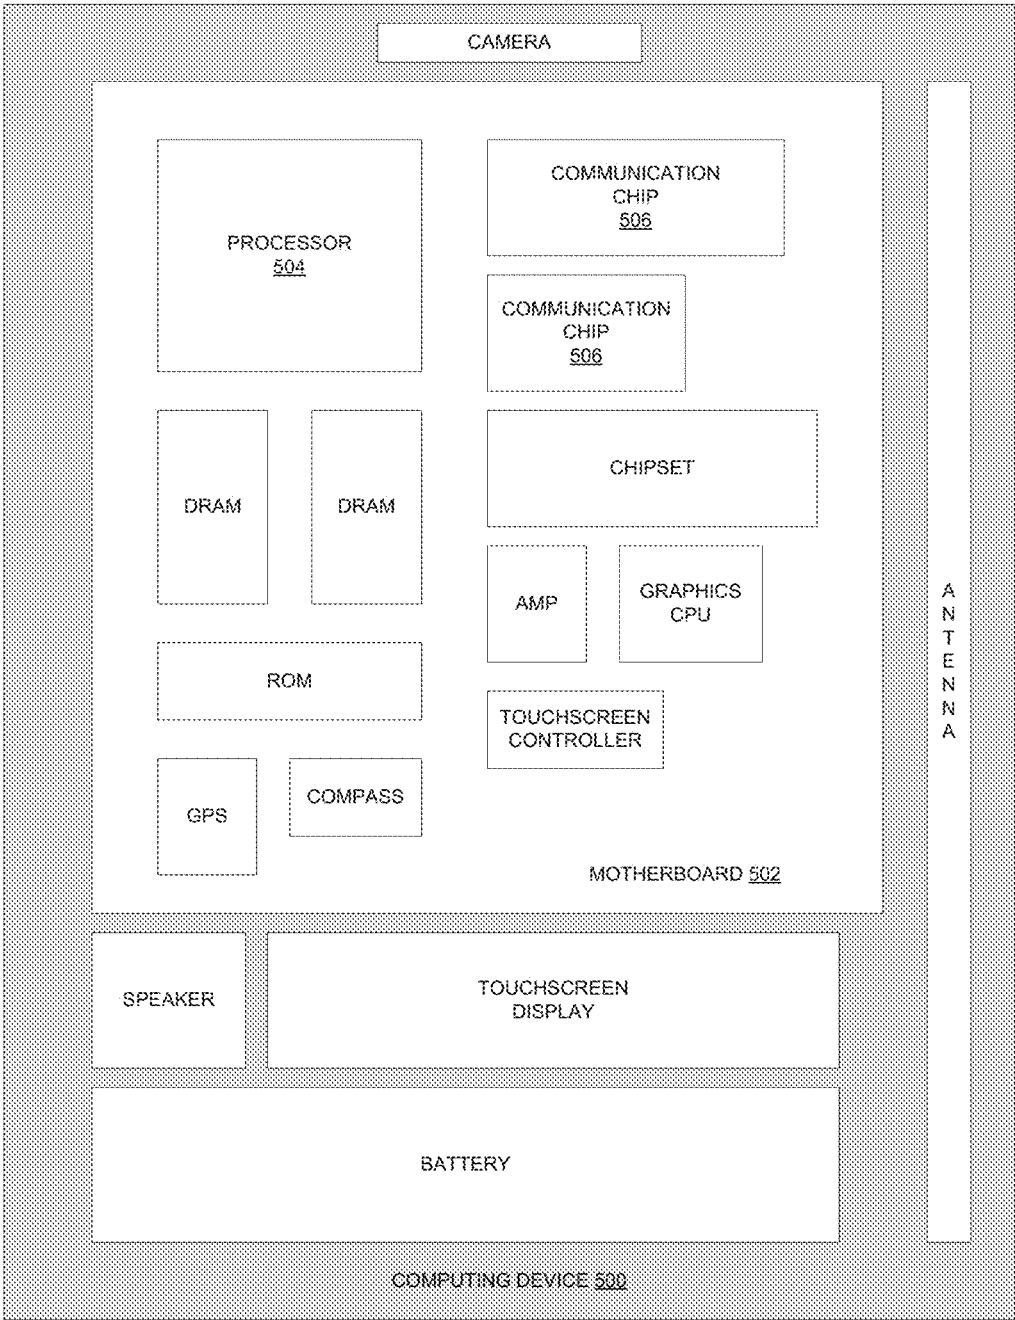 CAMERA
PROCESSOR
504
COMMUNICATION
CHIP
506
COMMUNICATION
CHIP
506
DRAM
DRAM
CHIPSET
AMP
GRAPHICS
CPU
ROM
TOUCHSCREEN
CONTROLLER
GPS
COMPASS
MOTHERBOARD 502
ANTENNA
SPEAKER
TOUCHSCREEN
DISPLAY
BATTERY
COMPUTING DEVICE 500